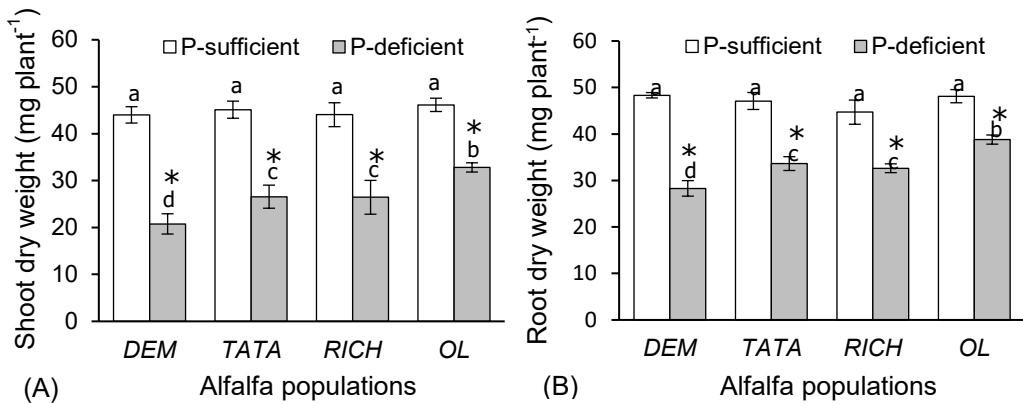 Shoot dry weight (mg plant⁻¹)
60
50
40
30
20
10
0
P-sufficient P-deficient
a a a a
* * * *
d c c b
DEM TATA RICH OL
(A) Alfalfa populations
Root dry weight (mg plant⁻¹)
60
50
40
30
20
10
0
P-sufficient P-deficient
a a a a
* * * *
d c c b
DEM TATA RICH OL
(B) Alfalfa populations